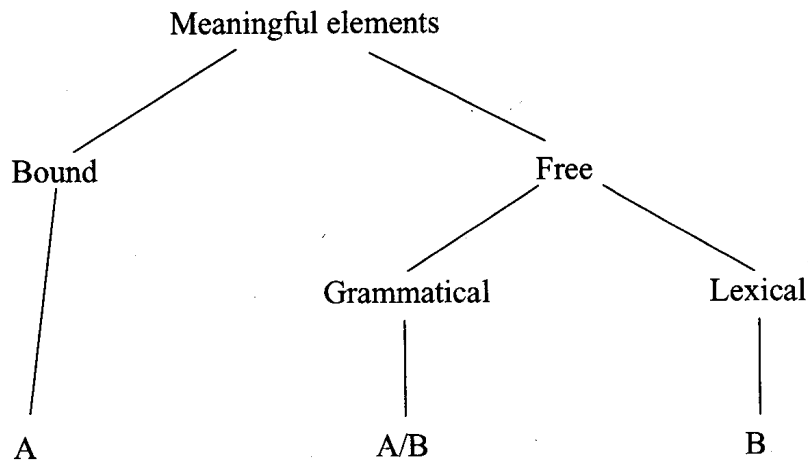 Meaningful elements
Bound
Free
Grammatical
Lexical
A
A/B
B